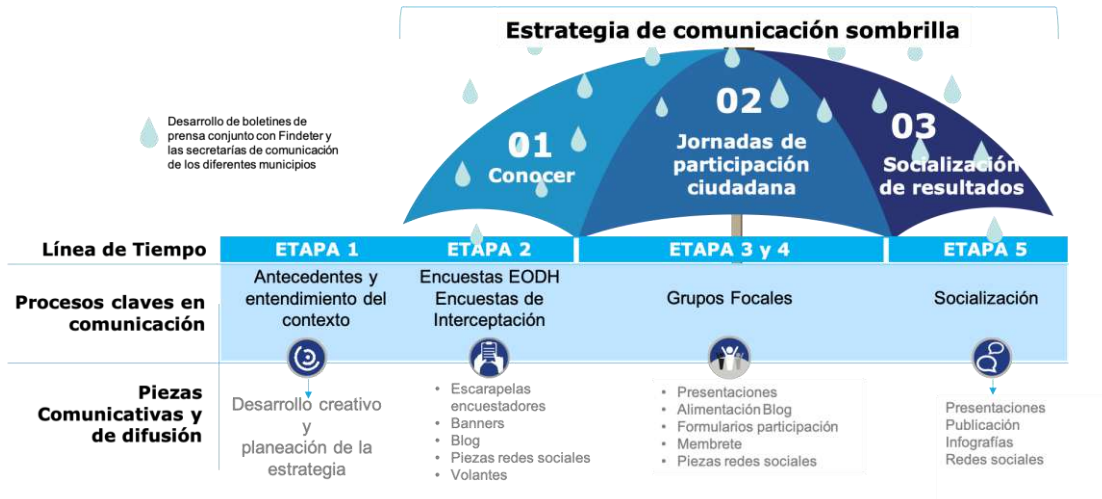 Estrategia de comunicación sombrilla
Desarrollo de boletines de
prensa conjunto con Findeter y
las secretarías de comunicación
de los diferentes municipios
01
Conocer
02
Jornadas de
participación
ciudadana
03
Socialización
de resultados
Línea de Tiempo
ETAPA 1
ETAPA 2
ETAPA 3 y 4
ETAPA 5
Procesos claves en
comunicación
Antecedentes y
entendimiento del
contexto
Encuestas EODH
Encuestas de
Interceptación
Grupos Focales
Socialización
Piezas
Comunicativas y
de difusión
Desarrollo creativo
y
planeación de la
estrategia
• Escarapelas
encuestadores
• Banners
• Blog
• Piezas redes sociales
• Volantes
• Presentaciones
• Alimentación Blog
• Formularios participación
• Membrete
• Piezas redes sociales
Presentaciones
Publicación
Infografías
Redes sociales